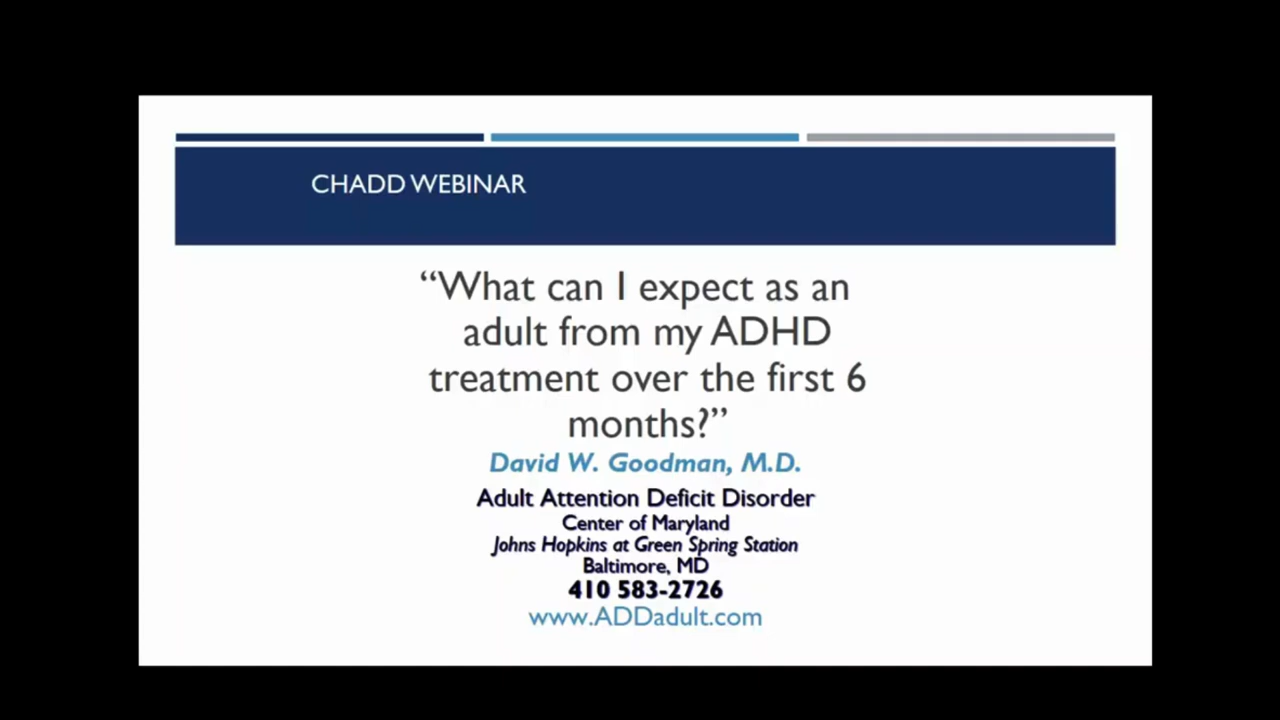 CHADD WEBINAR
“What can I expect as an
adult from my ADHD
treatment over the first 6
months?”
David W. Goodman, M.D.
Adult Attention Deficit Disorder
Center of Maryland
Johns Hopkins at Green Spring Station
Baltimore, MD
410 583-2726
www.ADDadult.com